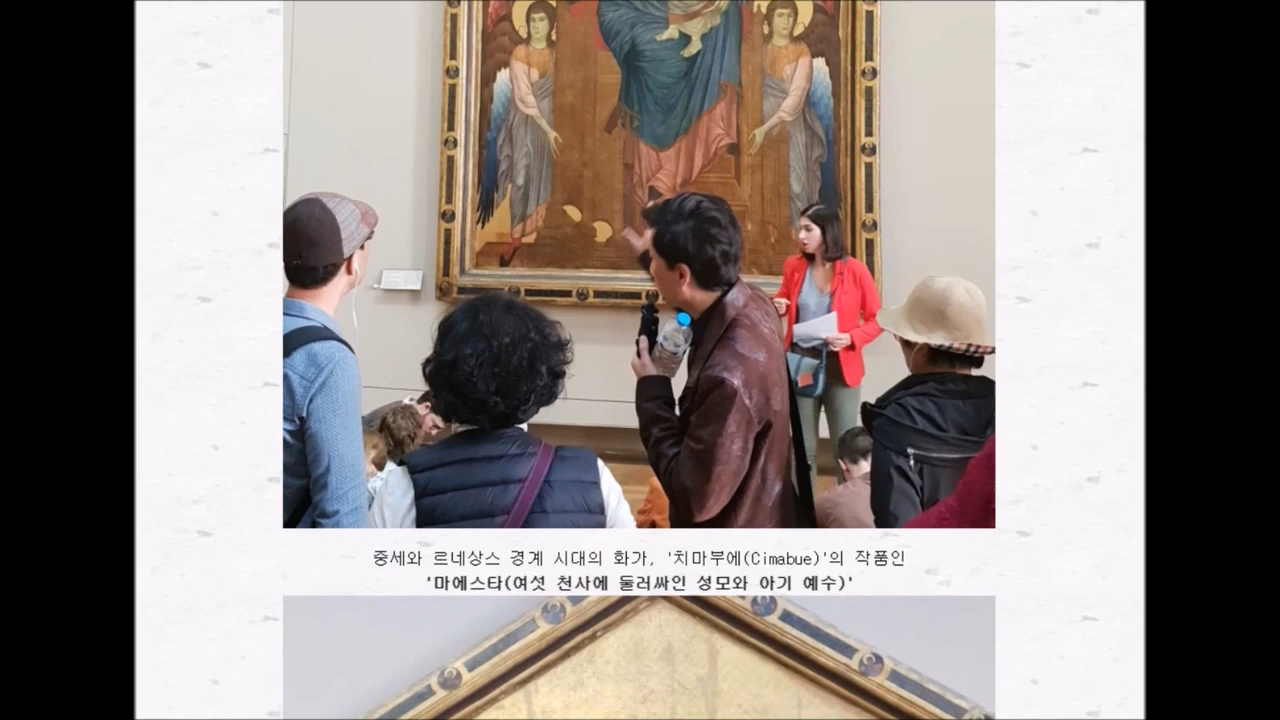 중세와 르네상스 경계 시대의 화가, '치마부에(Cimabue)'의 작품인
'마에스타(여섯 천사에 둘러싸인 성모와 아기 예수)'